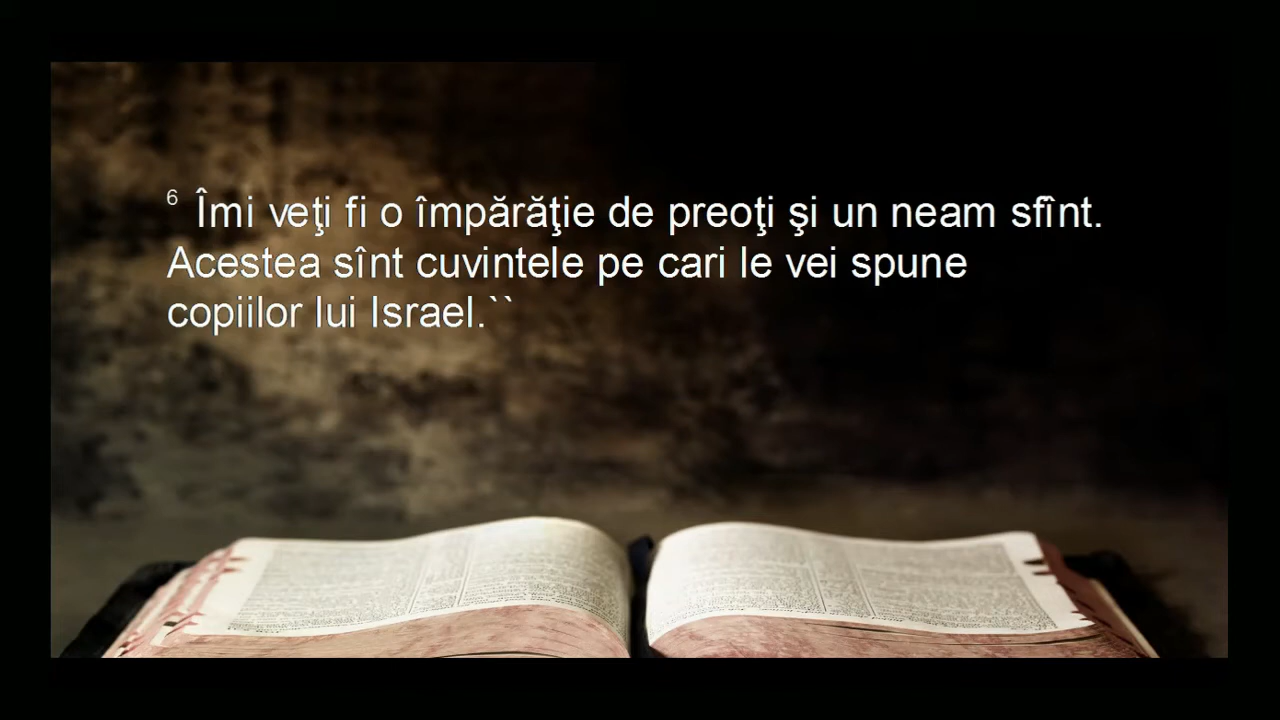 6 Îmi veţi fi o împărăţie de preoţi şi un neam sfînt.
Acestea sînt cuvintele pe cari le vei spune
copiilor lui Israel.``